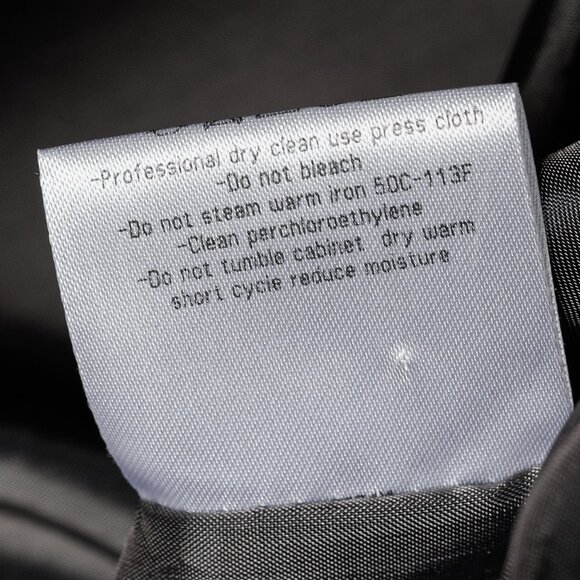 -Professional dry clean use press cloth
-Do not bleach
-Do not steam warm iron 50C-113F
-Clean perchloroethylene
-Do not tumble cabinet dry warm
short cycle reduce moisture